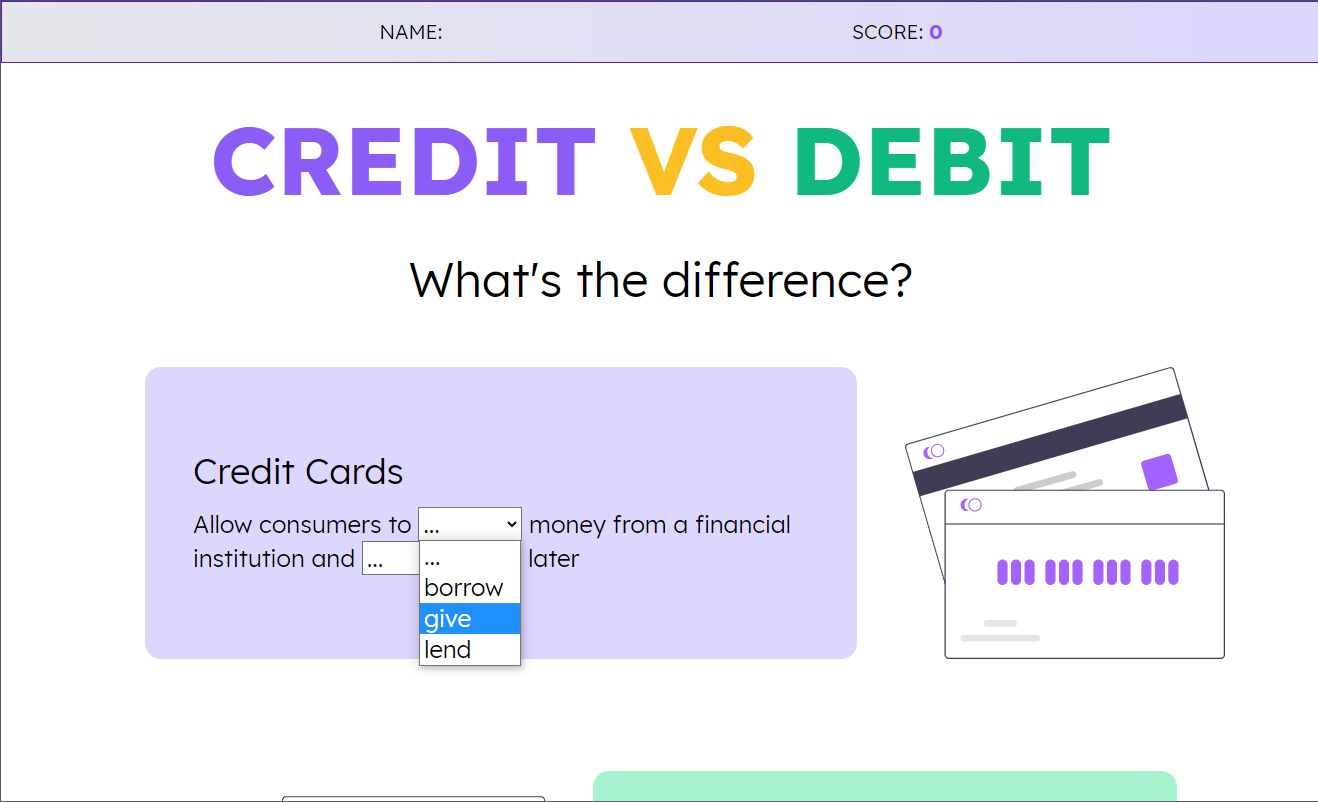 NAME:
SCORE: 0
CREDIT VS DEBIT
What's the difference?
Credit Cards
Allow consumers to ... money from a financial
institution and ... later
...
borrow
give
lend